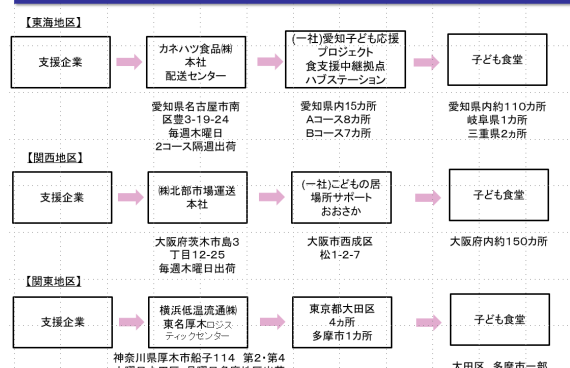 【東海地区】
支援企業
カネハツ食品㈱
本社
配送センター
(一社)愛知子ども応援
プロジェクト
食支援中継拠点
ハブステーション
子ども食堂
愛知県名古屋市南
区豊3-19-24
毎週木曜日
2コース隔週出荷
愛知県内15カ所
Aコース8カ所
Bコース7カ所
愛知県内約110カ所
岐阜県1カ所
三重県2ヵ所
【関西地区】
支援企業
㈱北部市場運送
本社
(一社)こどもの居
場所サポート
おおさか
子ども食堂
大阪府茨木市島3
丁目12-25
毎週木曜日出荷
大阪市西成区
松1-2-7
大阪府内約150カ所
【関東地区】
支援企業
横浜低温流通㈱
東名厚木ロジス
ティックセンター
東京都大田区
4ヵ所
多摩市1カ所
子ども食堂
神奈川県厚木市船子114 第2・第4
大田区、多摩市一部